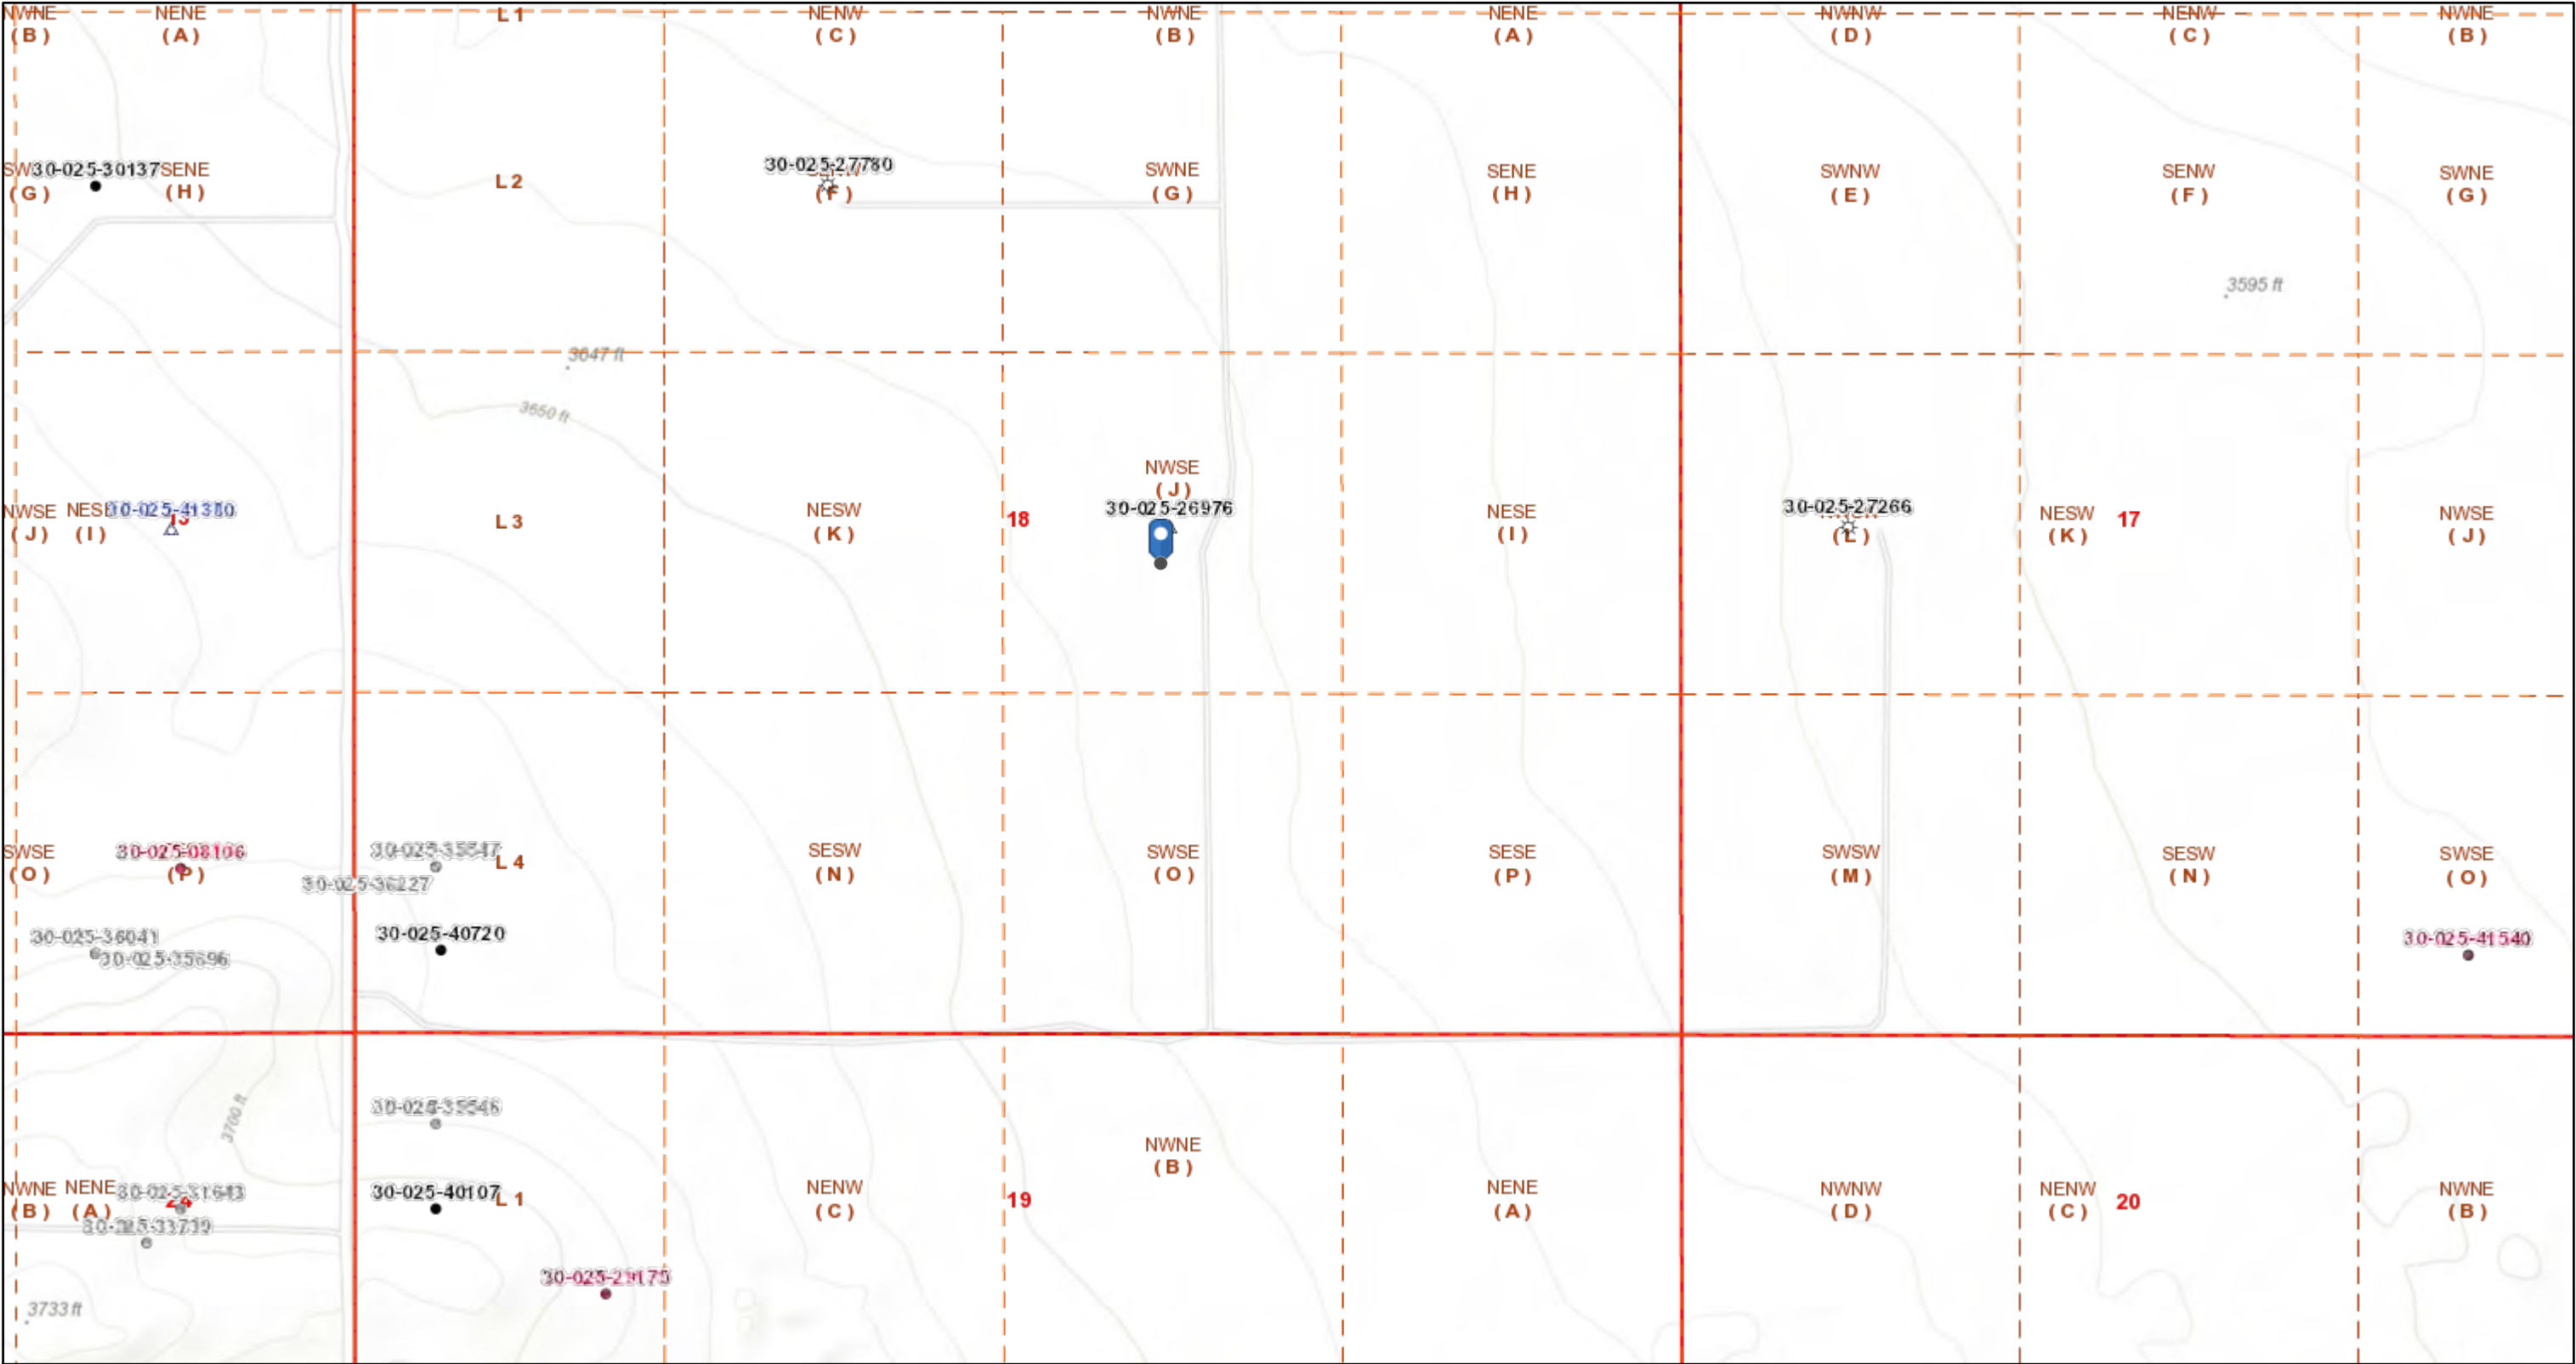 NWNE
(B)
NENE
(A)
L 1
NENW
(C)
NWNE
(B)
NENE
(A)
NWNW
(D)
NENW
(C)
NWNE
(B)
30-025-30137
SENE
(G)
(H)
L 2
30-025-27780
(F)
SWNE
(G)
SENE
(H)
SWNW
(E)
SENW
(F)
SWNE
(G)
3595 ft
3647 ft
3650 ft
NWSE
(J)
30-025-26976
NWSE
(J)
(I)
30-025-41380
L 3
NESW
(K)
18
NESE
(I)
30-025-27266
(L)
NESW
(K)
17
NWSE
(J)
SWSE
(O)
30-025-08106
(P)
30-025-35547
L 4
30-025-36227
SESW
(N)
SWSE
(O)
SESE
(P)
SWSW
(M)
SESW
(N)
SWSE
(O)
30-025-36041
30-025-35696
30-025-40720
30-025-41540
3700 ft
30-025-35546
NWNE
(B)
NENE
(A)
24
30-025-40107
L 1
NENW
(C)
19
NWNE
(B)
NENE
(A)
NWNW
(D)
NENW
(C)
20
NWNE
(B)
30-025-29175
3733 ft